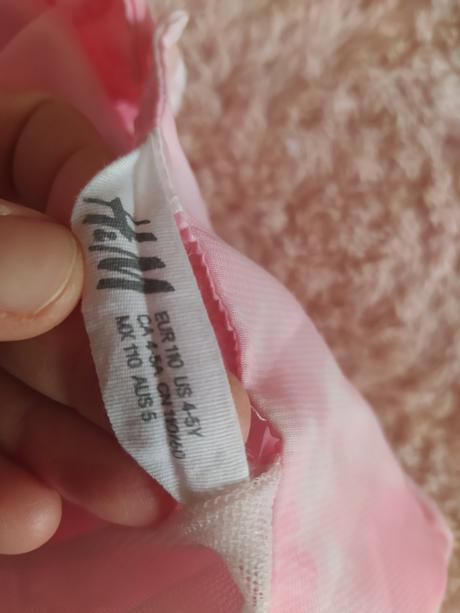 H&M
EUR 110 US 4-5Y
CA 4-5A CN 110/60
MX 110 AUS 5